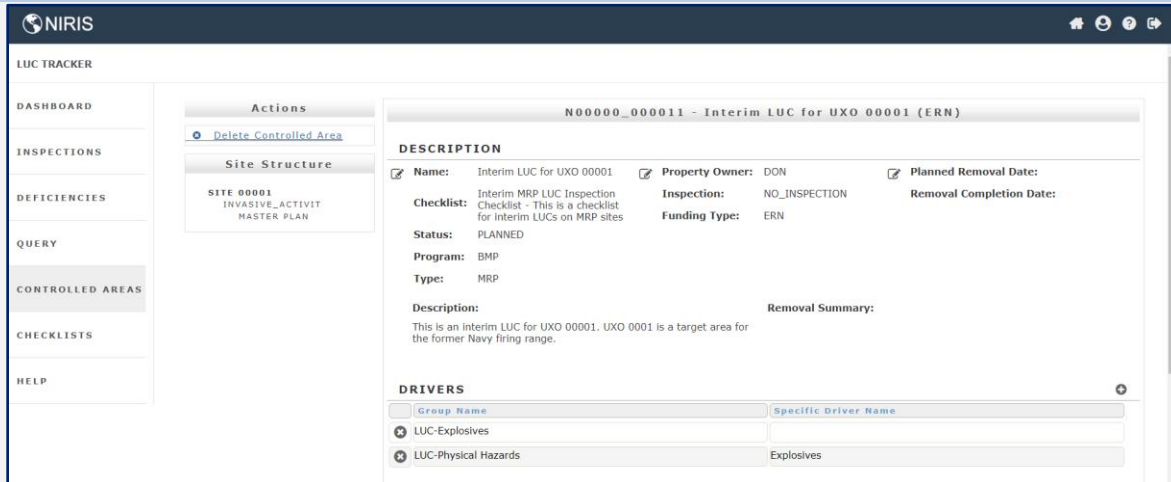 NIRIS
LUC TRACKER
DASHBOARD
INSPECTIONS
DEFICIENCIES
QUERY
CONTROLLED AREAS
CHECKLISTS
HELP
Actions
Delete Controlled Area
Site Structure
SITE 00001
INVASIVE_ACTIVIT
MASTER PLAN
N00000_000011 - Interim LUC for UXO 00001 (ERN)
DESCRIPTION
Name: Interim LUC for UXO 00001
Checklist: Interim MRP LUC Inspection
Checklist - This is a checklist
for interim LUCs on MRP sites
Status: PLANNED
Program: BMP
Type: MRP
Property Owner: DON
Inspection: NO_INSPECTION
Funding Type: ERN
Planned Removal Date:
Removal Completion Date:
Description:
This is an interim LUC for UXO 00001. UXO 0001 is a target area for
the former Navy firing range.
Removal Summary:
DRIVERS
Group Name Specific Driver Name
LUC-Explosives
LUC-Physical Hazards Explosives